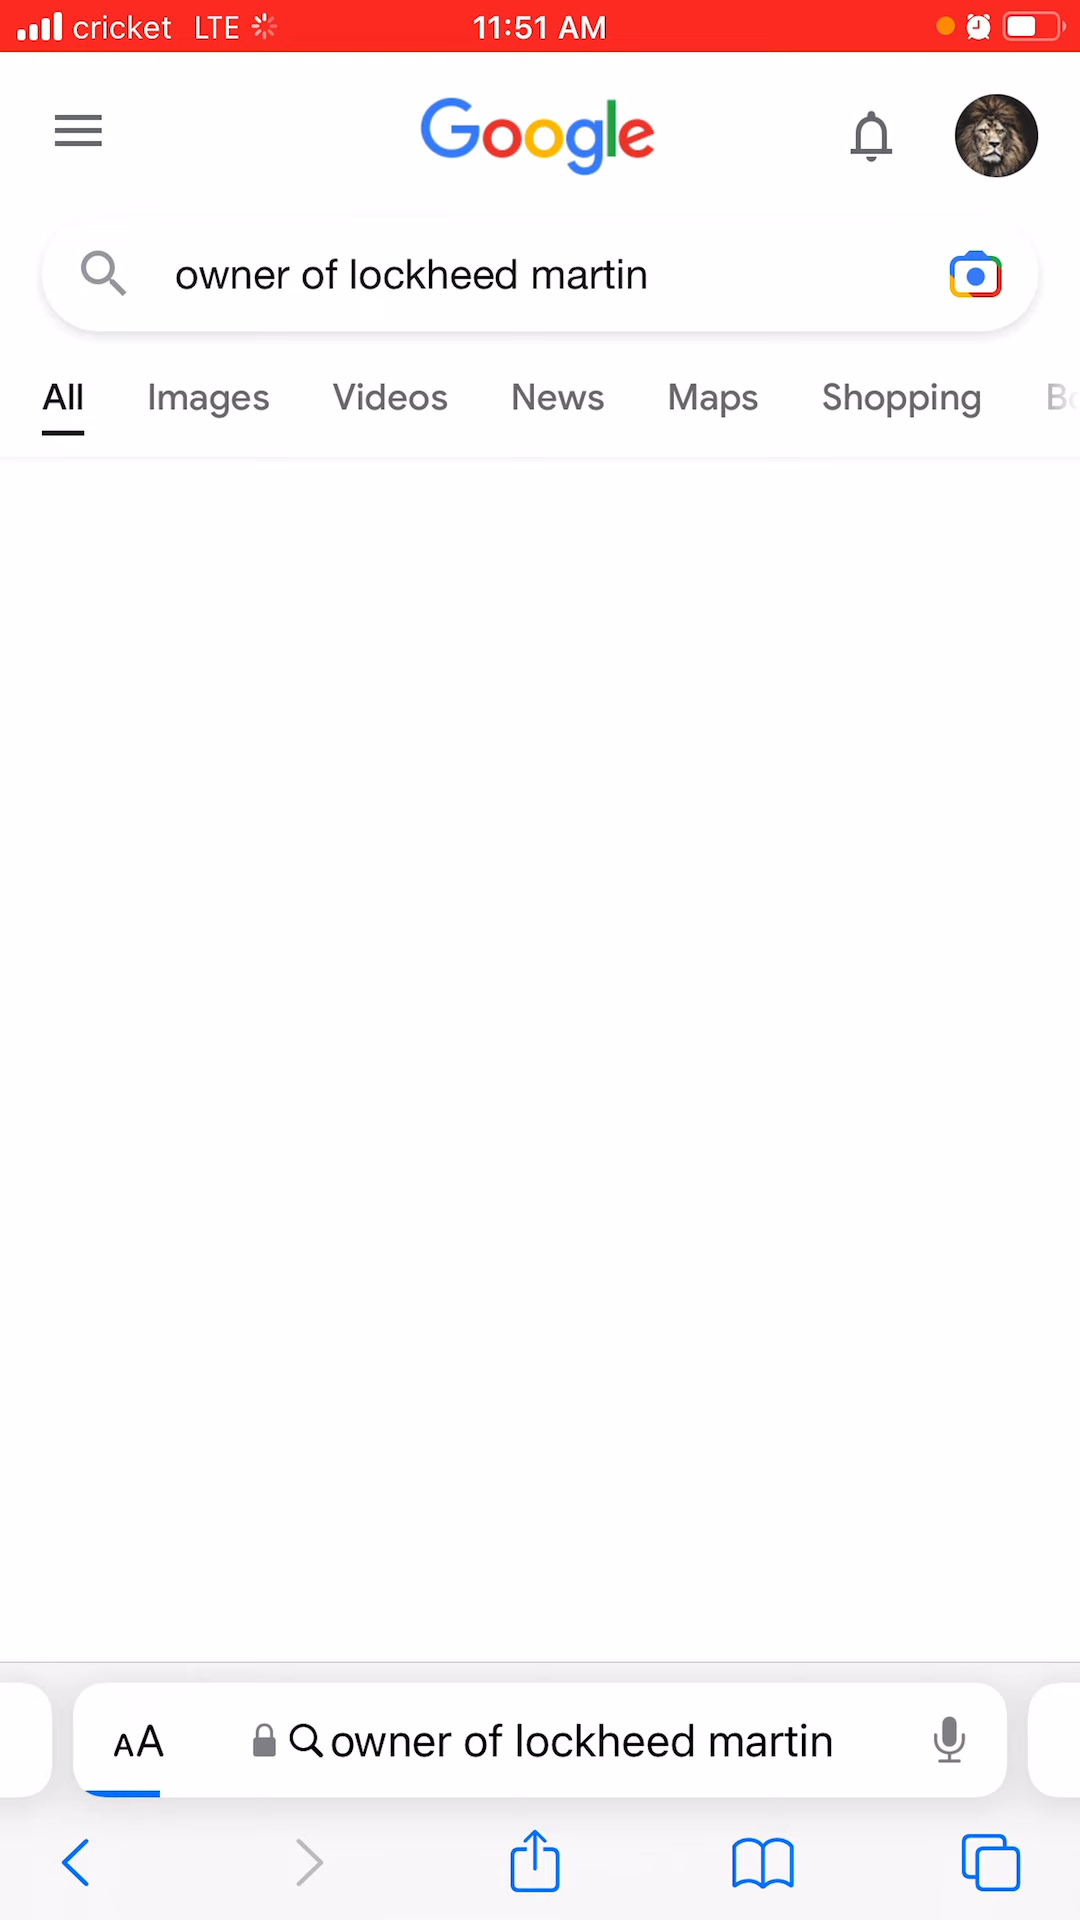 cricket LTE 11:51 AM
Google
owner of lockheed martin
All Images Videos News Maps Shopping
AA owner of lockheed martin